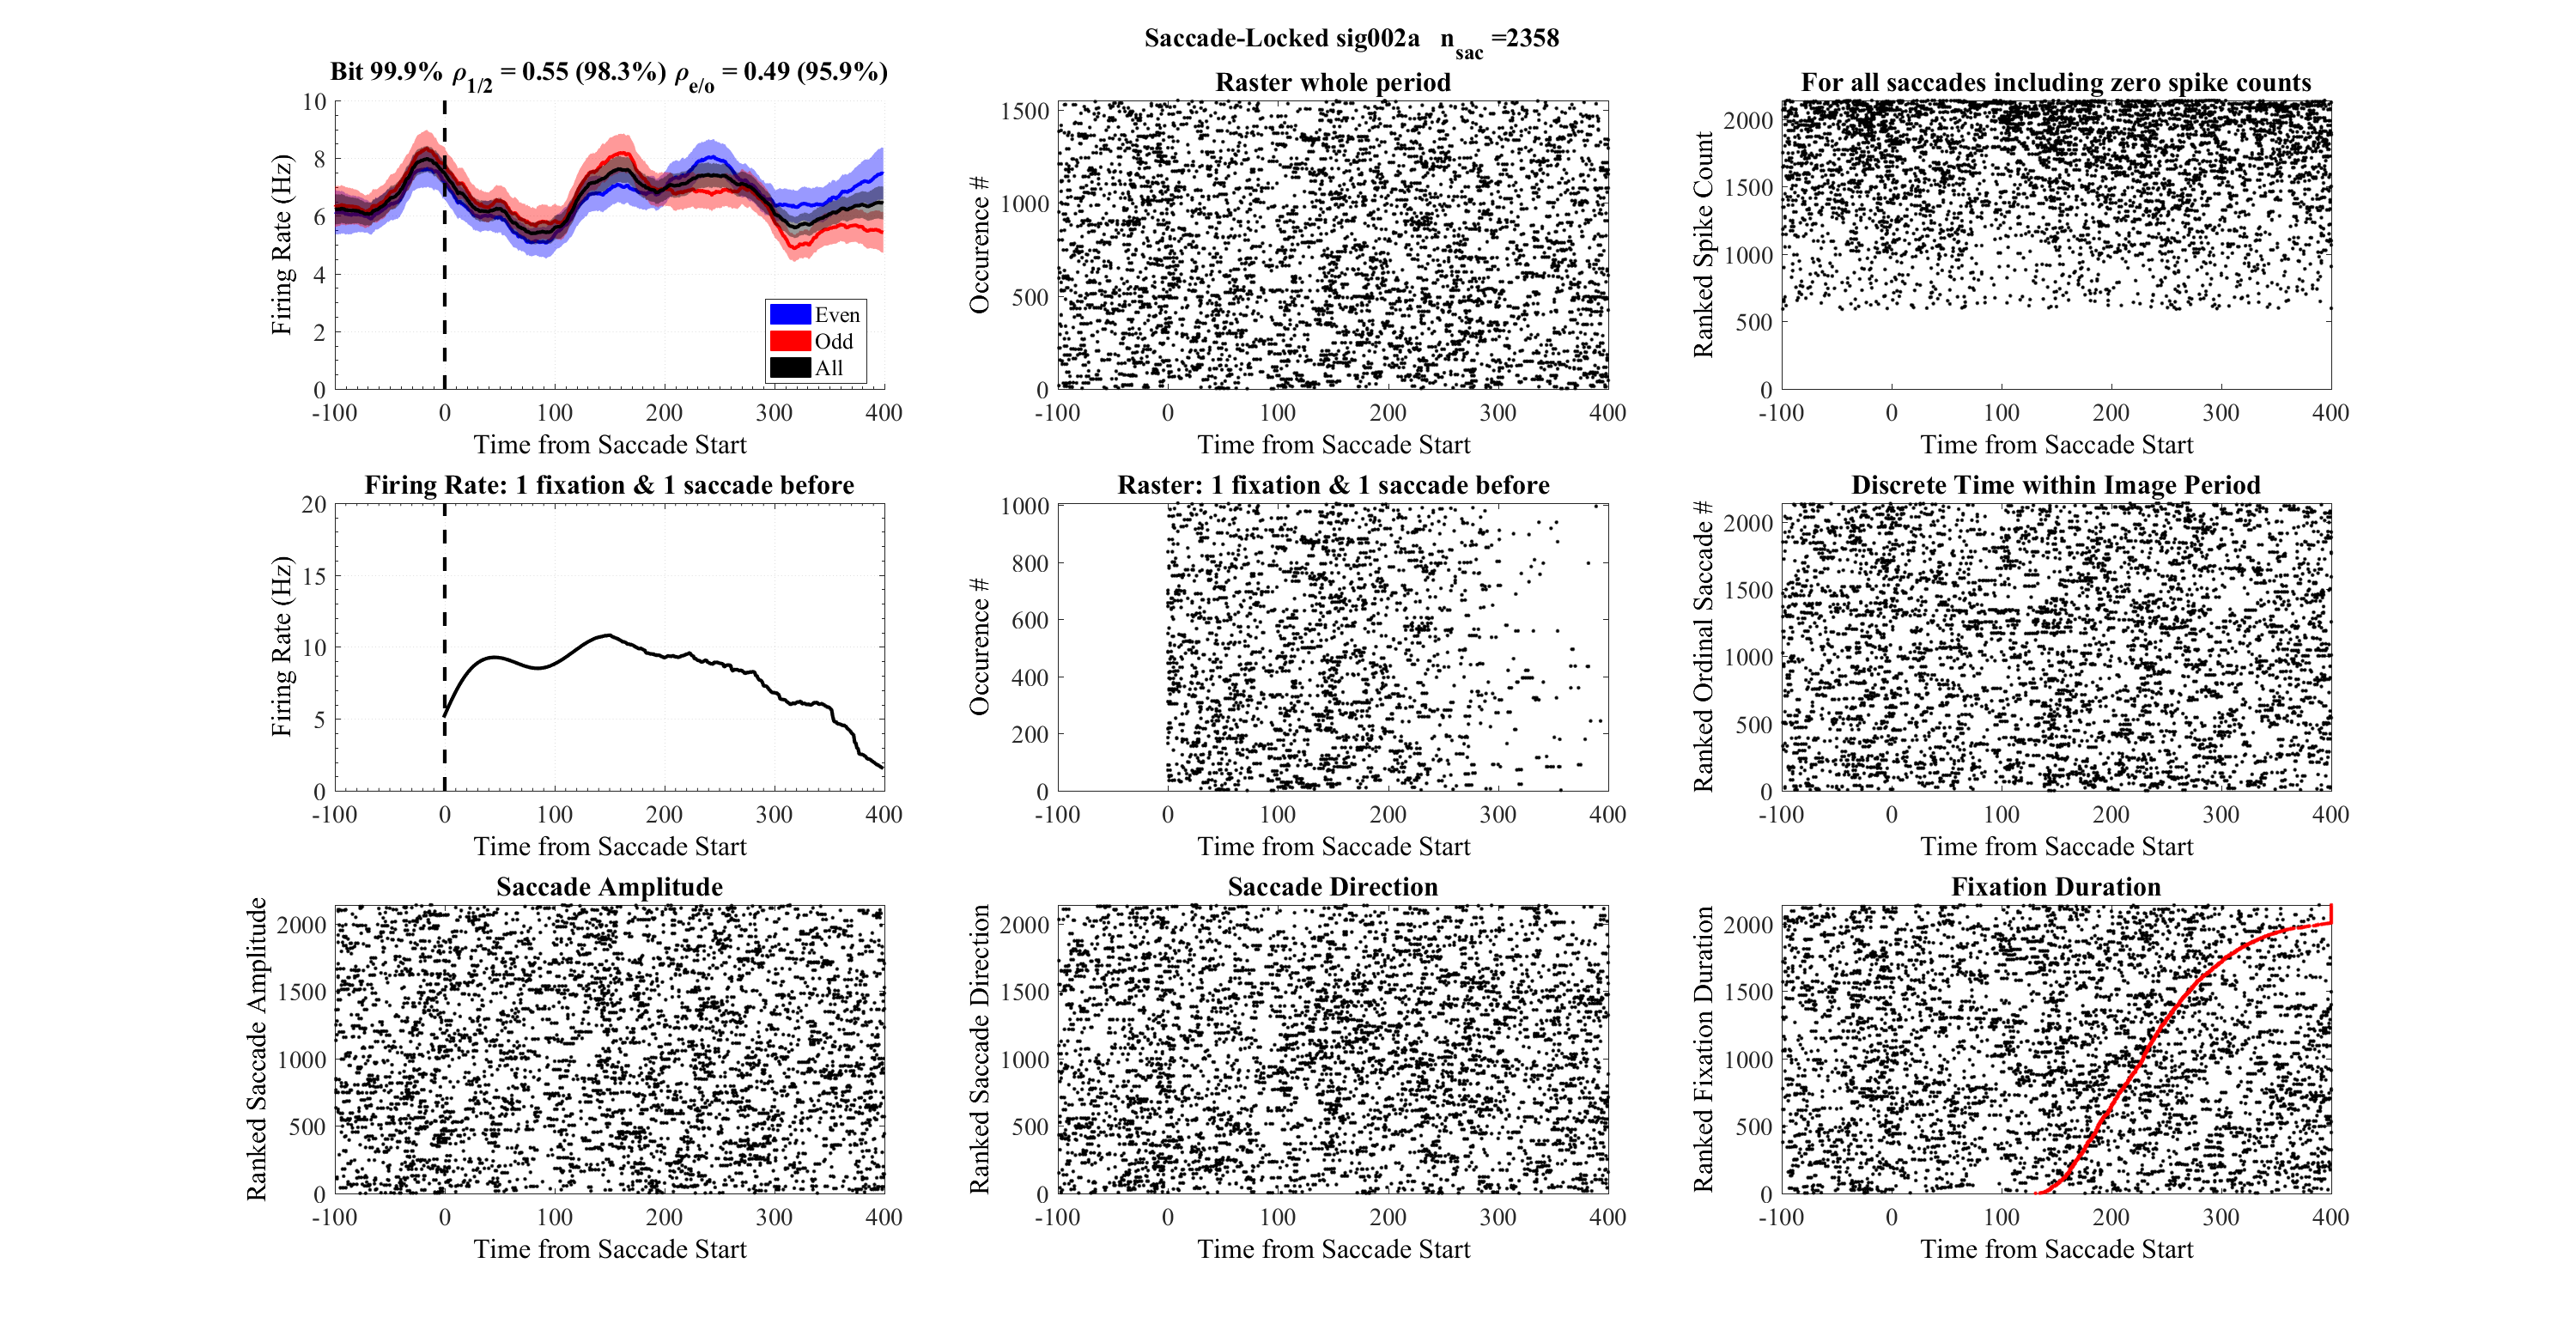 Saccade-Locked sig002a n_sac =2358
Bit 99.9% ρ_1/2 = 0.55 (98.3%) ρ_e/o = 0.49 (95.9%)
Firing Rate (Hz)
10
8
6
4
2
0
-100 0 100 200 300 400
Time from Saccade Start
Even
Odd
All
Raster whole period
Occurence #
1500
1000
500
0
-100 0 100 200 300 400
Time from Saccade Start
For all saccades including zero spike counts
Ranked Spike Count
2000
1500
1000
500
0
-100 0 100 200 300 400
Time from Saccade Start
Firing Rate: 1 fixation & 1 saccade before
Firing Rate (Hz)
20
15
10
5
0
-100 0 100 200 300 400
Time from Saccade Start
Raster: 1 fixation & 1 saccade before
Occurence #
1000
800
600
400
200
0
-100 0 100 200 300 400
Time from Saccade Start
Discrete Time within Image Period
Ranked Ordinal Saccade #
2000
1500
1000
500
0
-100 0 100 200 300 400
Time from Saccade Start
Saccade Amplitude
Ranked Saccade Amplitude
2000
1500
1000
500
0
-100 0 100 200 300 400
Time from Saccade Start
Saccade Direction
Ranked Saccade Direction
2000
1500
1000
500
0
-100 0 100 200 300 400
Time from Saccade Start
Fixation Duration
Ranked Fixation Duration
2000
1500
1000
500
0
-100 0 100 200 300 400
Time from Saccade Start